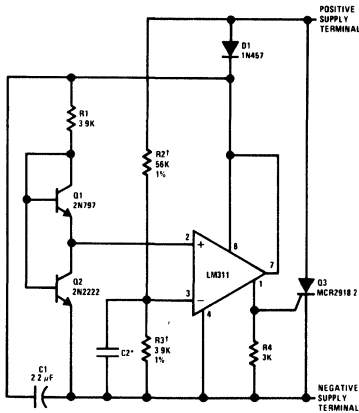 POSITIVE
SUPPLY
TERMINAL
D1
1N457
R1
3 9K
R2†
56K
1%
Q1
2N797
2
+
8
7
LM311
1
Q3
MCR2918 2
Q2
2N2222
3
−
4
C2*
R3†
3 9K
1%
R4
3K
C1
2 2 μF
NEGATIVE
SUPPLY
TERMINAL